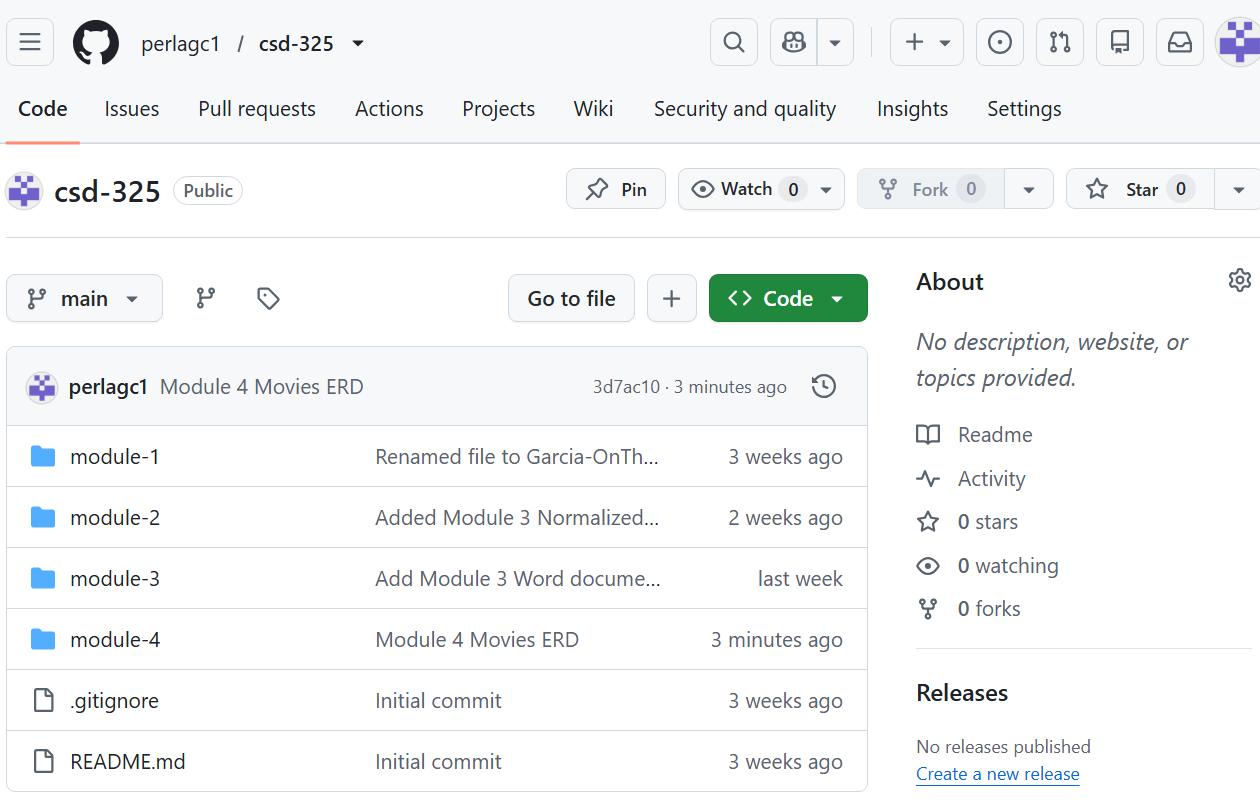 perlagc1 / csd-325
Code Issues Pull requests Actions Projects Wiki Security and quality Insights Settings
csd-325 Public Pin Watch 0 Fork 0 Star 0
main Go to file Code
perlagc1 Module 4 Movies ERD 3d7ac10 · 3 minutes ago
module-1 Renamed file to Garcia-OnTh... 3 weeks ago
module-2 Added Module 3 Normalized... 2 weeks ago
module-3 Add Module 3 Word docume... last week
module-4 Module 4 Movies ERD 3 minutes ago
.gitignore Initial commit 3 weeks ago
README.md Initial commit 3 weeks ago
About
No description, website, or
topics provided.
Readme
Activity
0 stars
0 watching
0 forks
Releases
No releases published
Create a new release